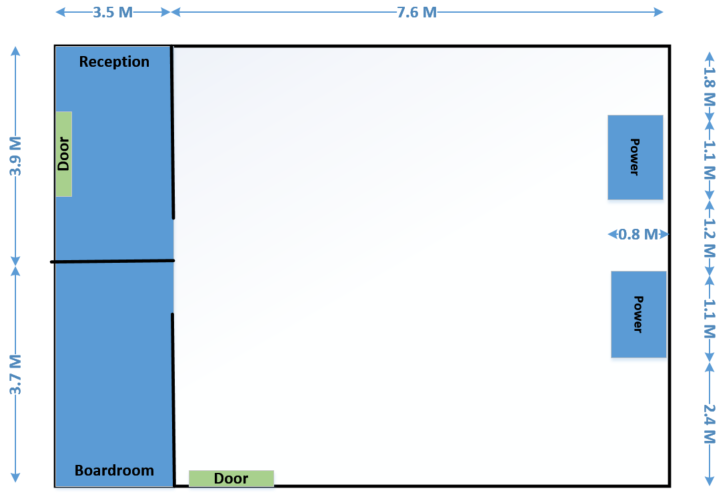 3.5 M
7.6 M
Reception
Door
3.9 M
Power
1.8 M
1.1 M
0.8 M
1.2 M
Power
1.1 M
3.7 M
2.4 M
Boardroom
Door